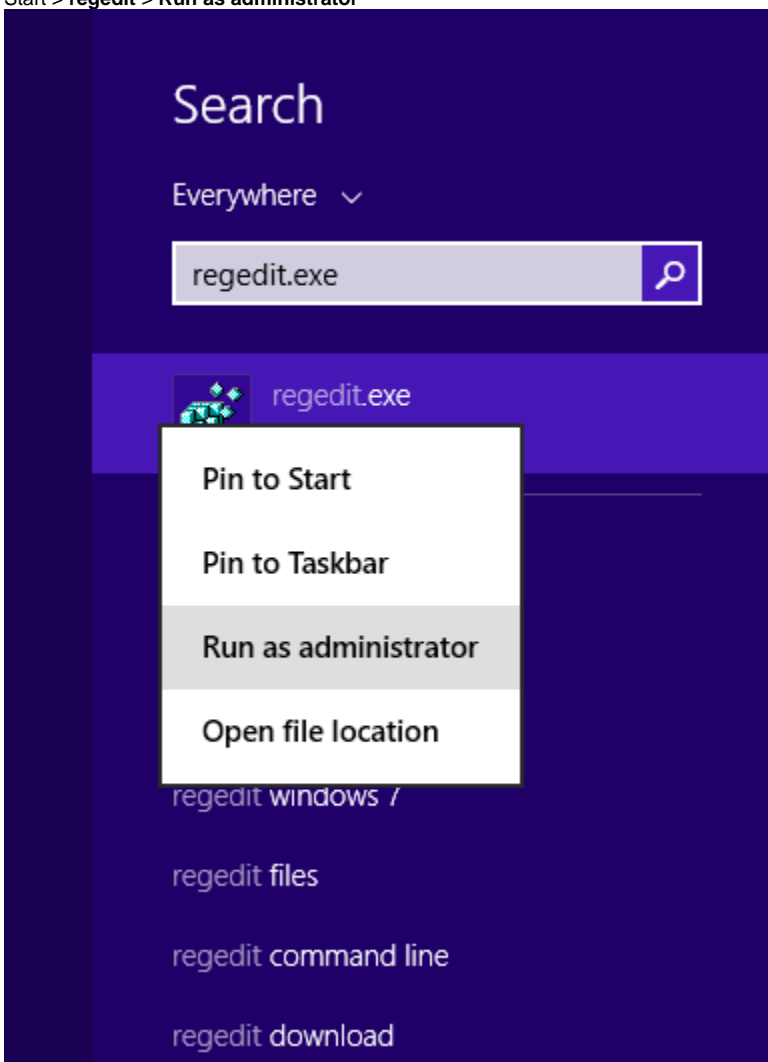 Start > regedit > Run as administrator
Search
Everywhere
regedit.exe
regedit.exe
Pin to Start
Pin to Taskbar
Run as administrator
Open file location
regedit windows 7
regedit files
regedit command line
regedit download